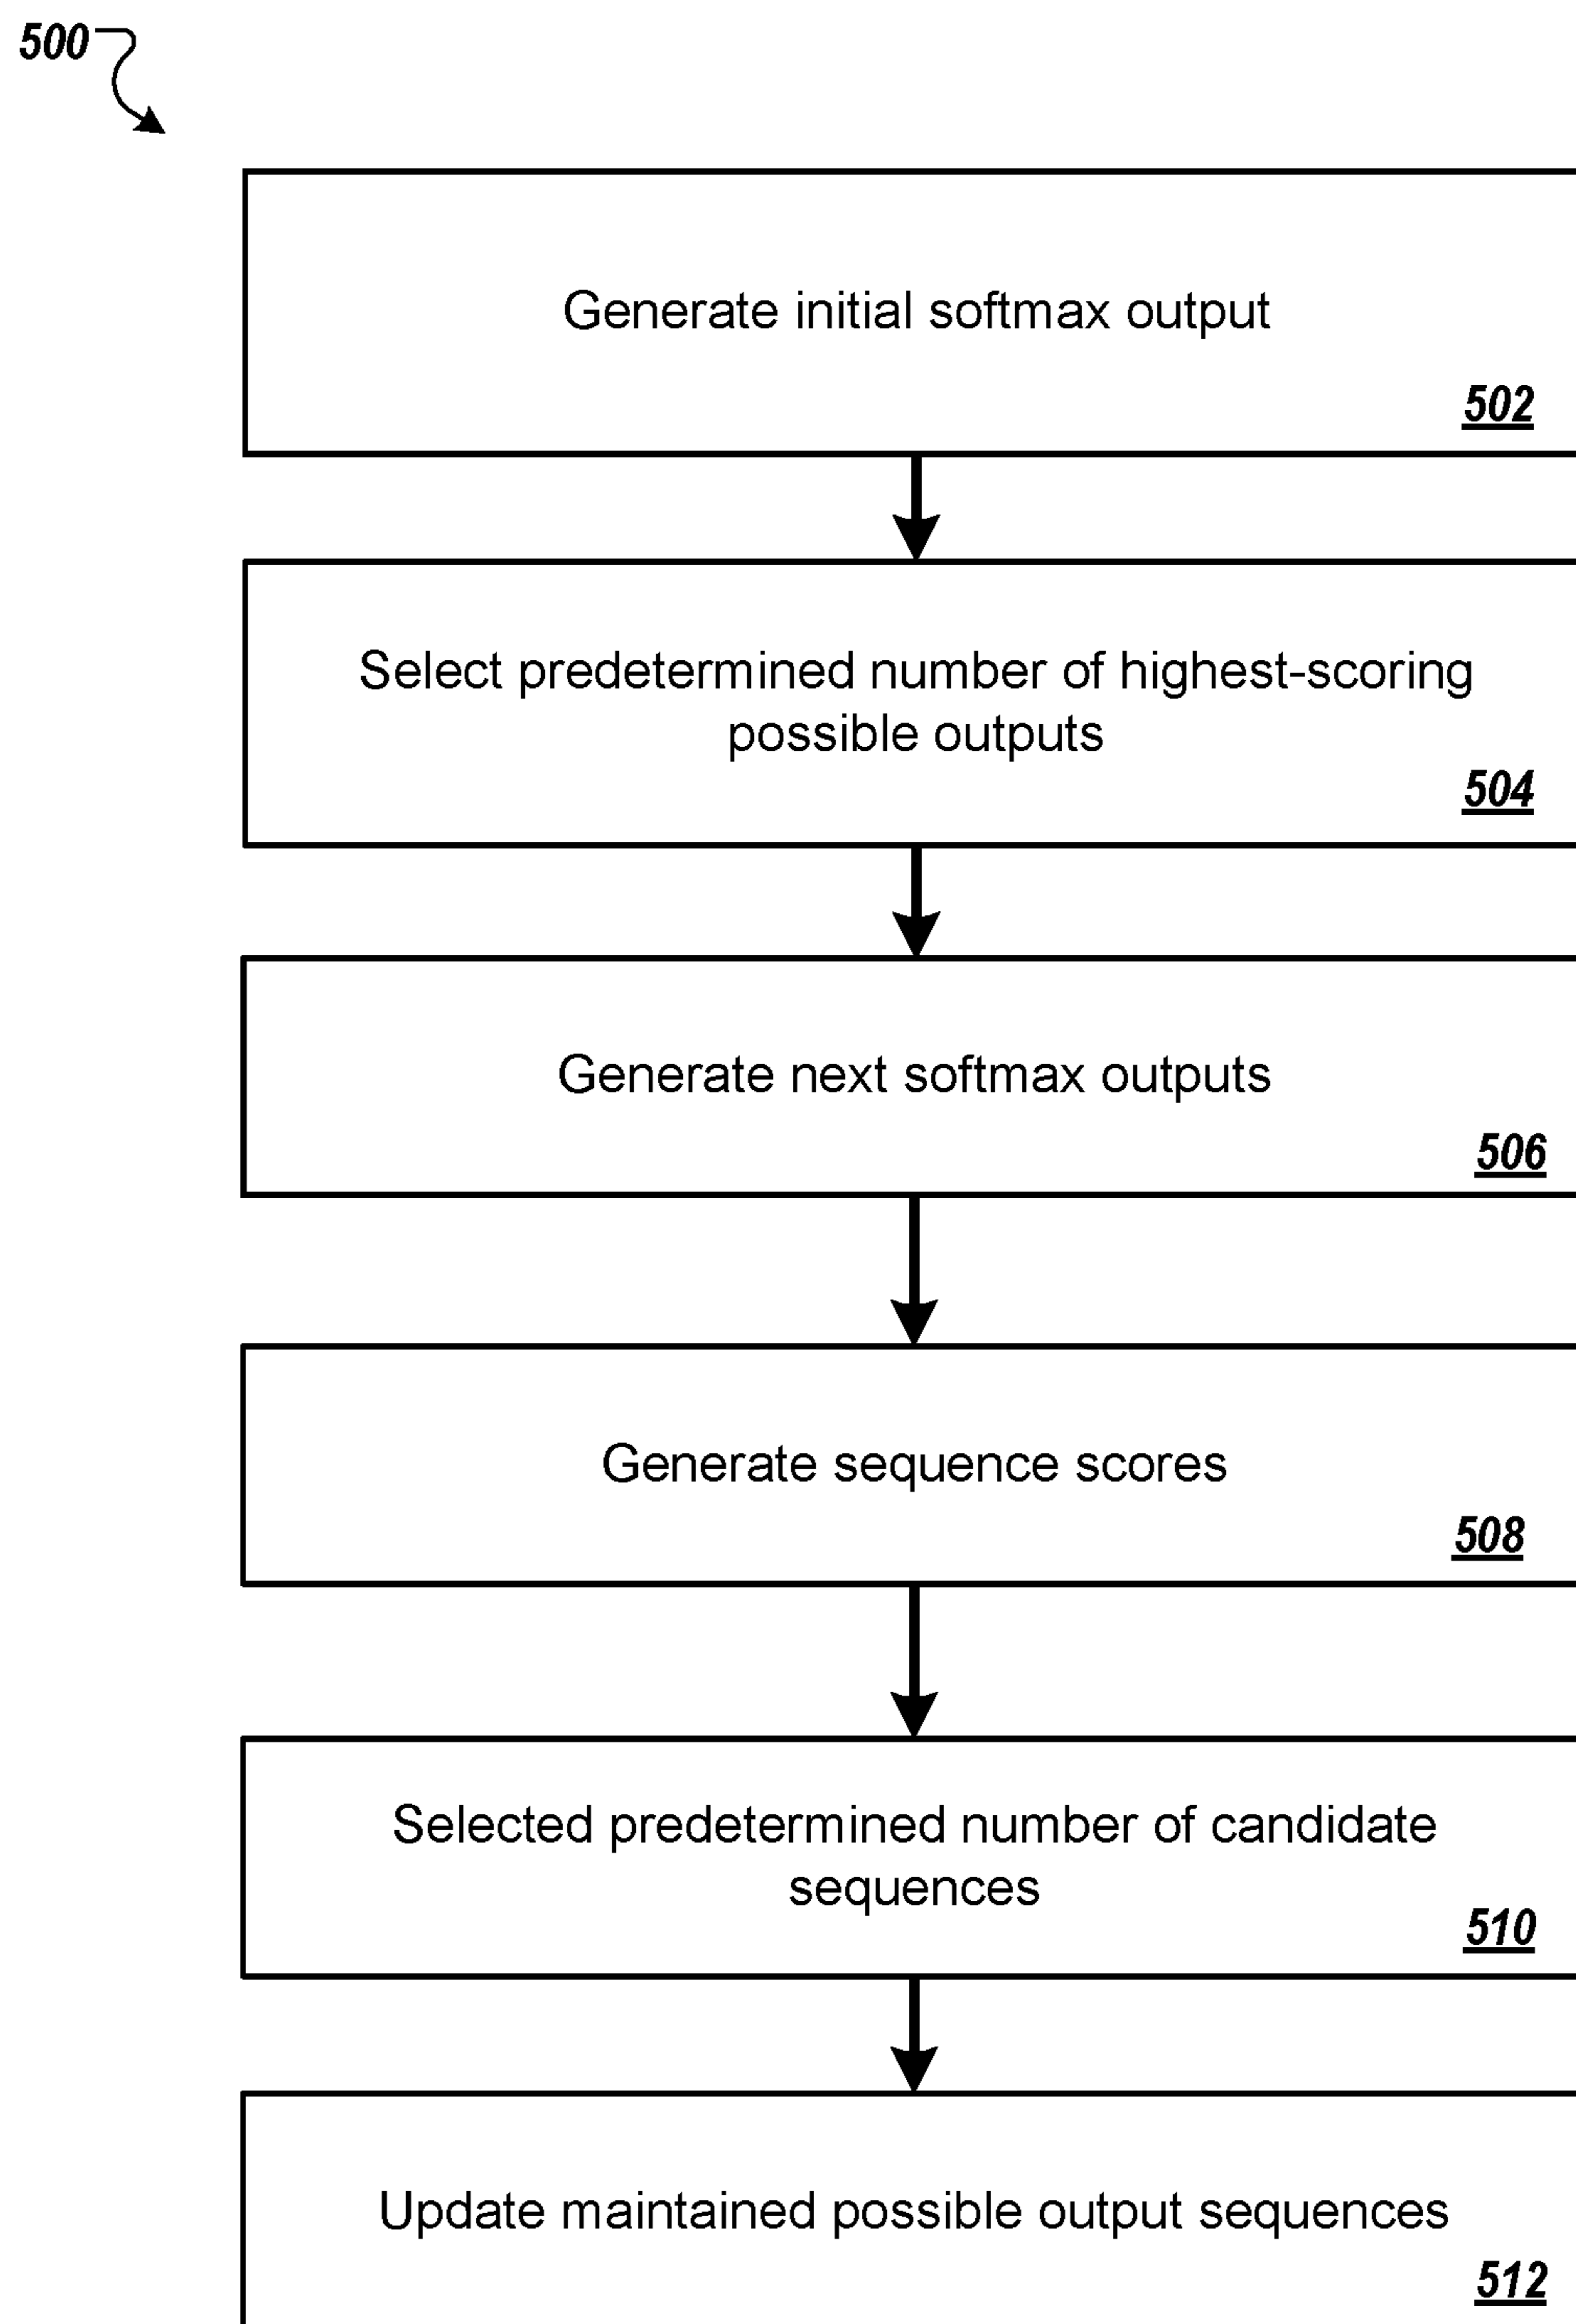 500
Generate initial softmax output
502
Select predetermined number of highest-scoring
possible outputs
504
Generate next softmax outputs
506
Generate sequence scores
508
Selected predetermined number of candidate
sequences
510
Update maintained possible output sequences
512